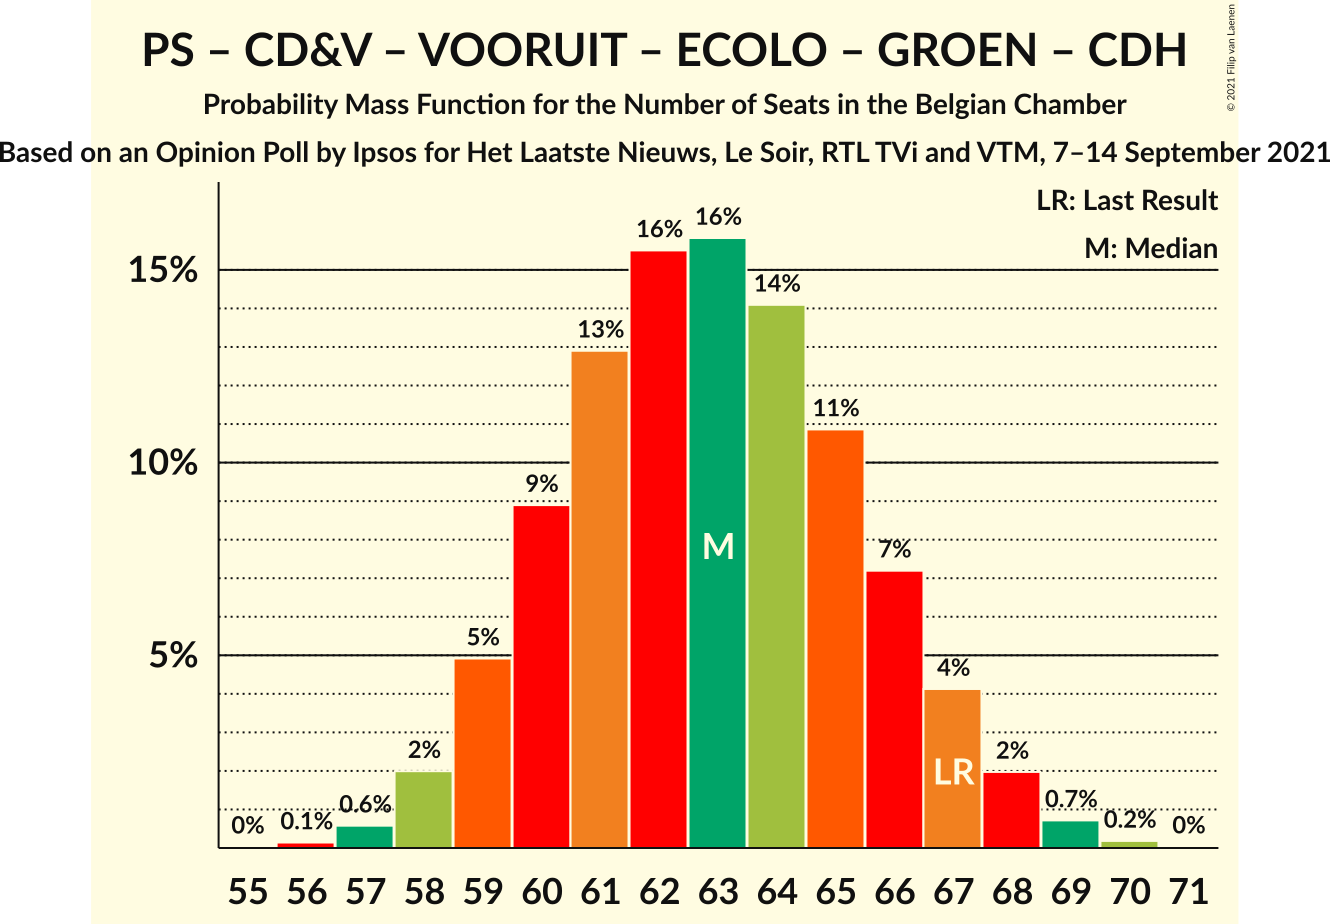 PS – CD&V – VOORUIT – ECOLO – GROEN – CDH
Probability Mass Function for the Number of Seats in the Belgian Chamber
Based on an Opinion Poll by Ipsos for Het Laatste Nieuws, Le Soir, RTL TVi and VTM, 7–14 September 2021
© 2021 Filip van Laenen
LR: Last Result
M: Median
15%
10%
5%
0% 0.1% 0.6% 2% 5% 9% 13% 16% 16% 14% 11% 7% 4% 2% 0.7% 0.2% 0%
M
LR
55 56 57 58 59 60 61 62 63 64 65 66 67 68 69 70 71